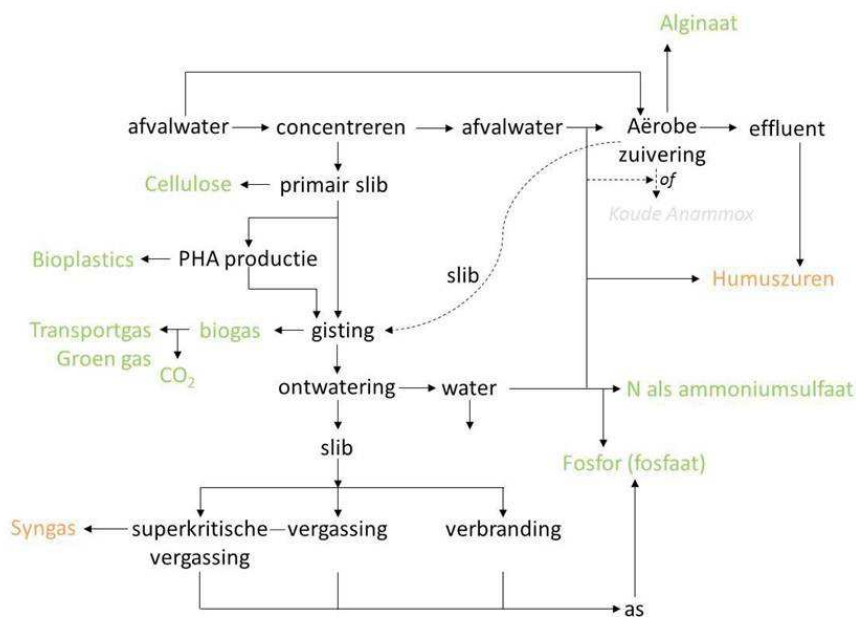 Alginaat
afvalwater
concentreren
afvalwater
Aërobe
zuivering
effluent
of
Koude Anammox
Cellulose
primair slib
Bioplastics
PHA productie
slib
Humuszuren
Transportgas
Groen gas
biogas
gisting
CO₂
ontwatering
water
N als ammoniumsulfaat
slib
Fosfor (fosfaat)
Syngas
superkritische
vergassing
vergassing
verbranding
as